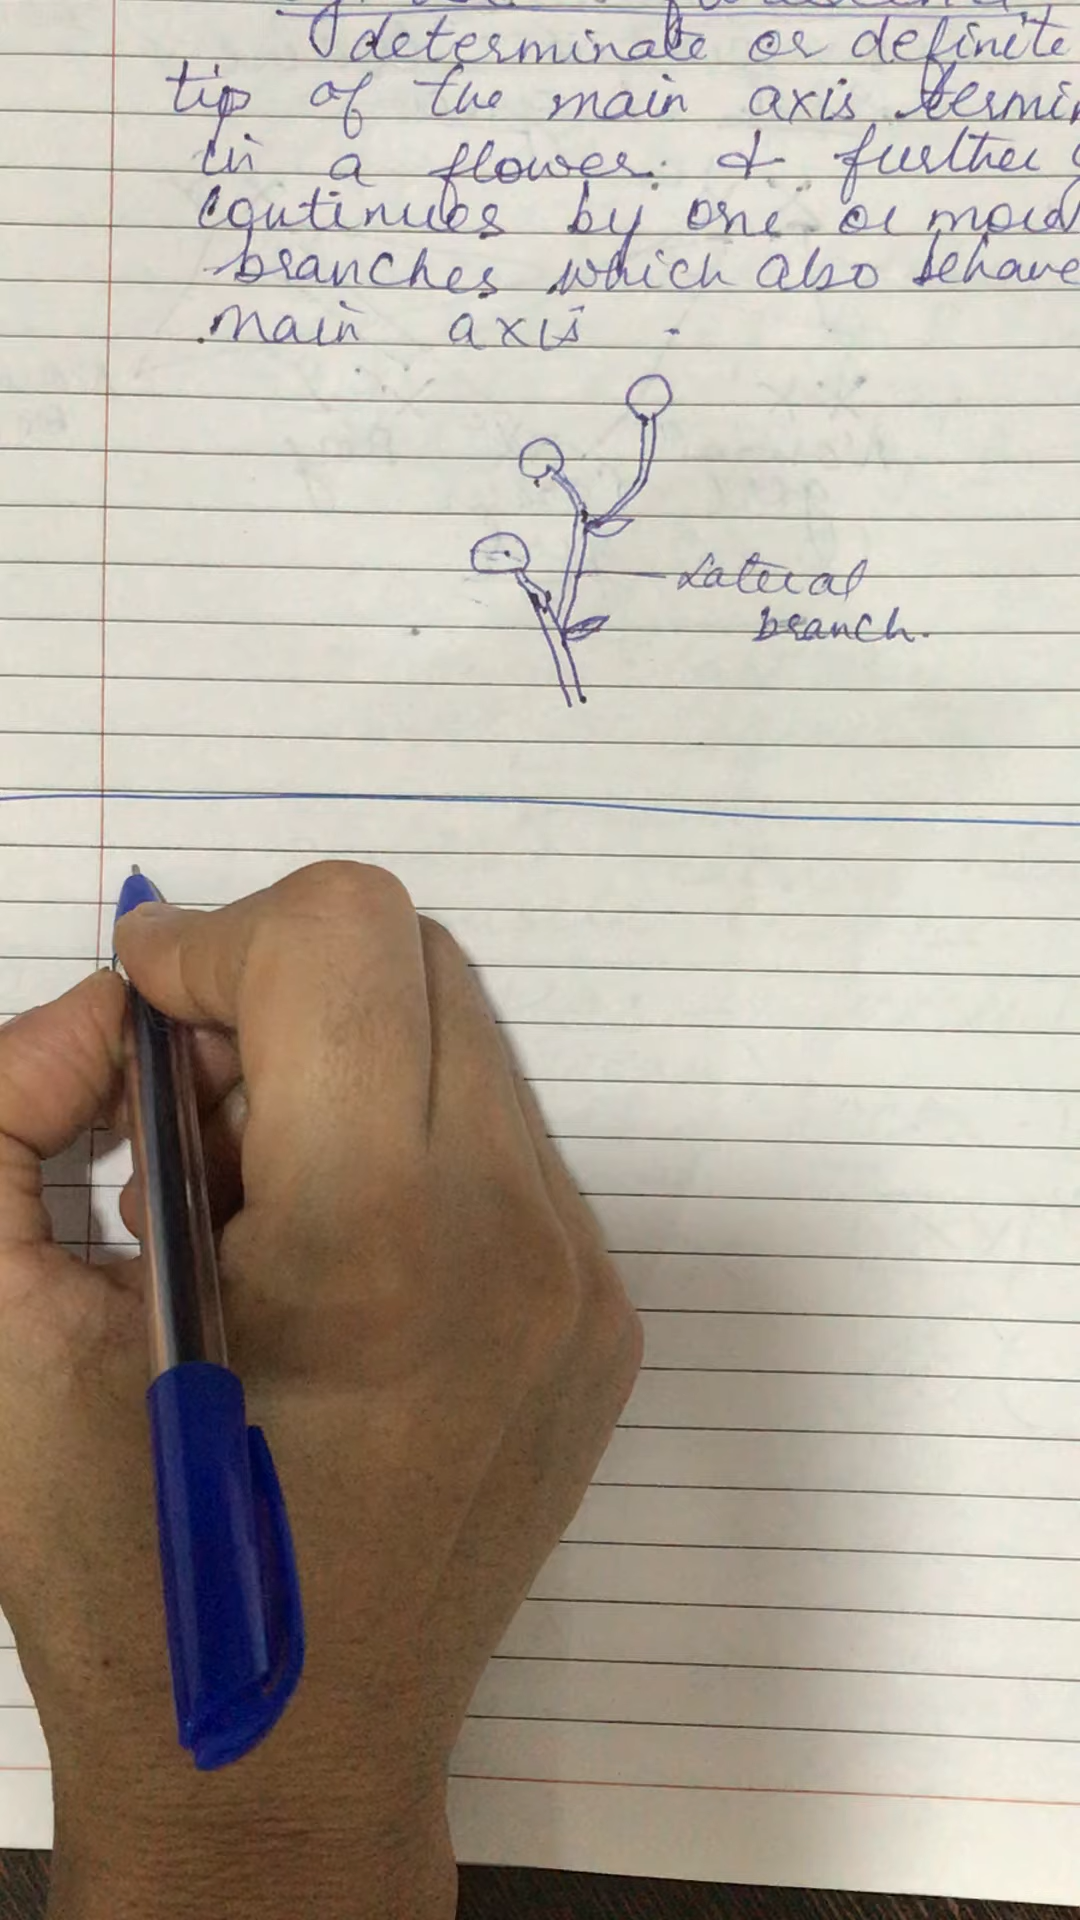 determinate or definite
tip of the main axis termin
in a flower. & further
continues by one or more
branches which also behave
main axis.
Lateral
branch.